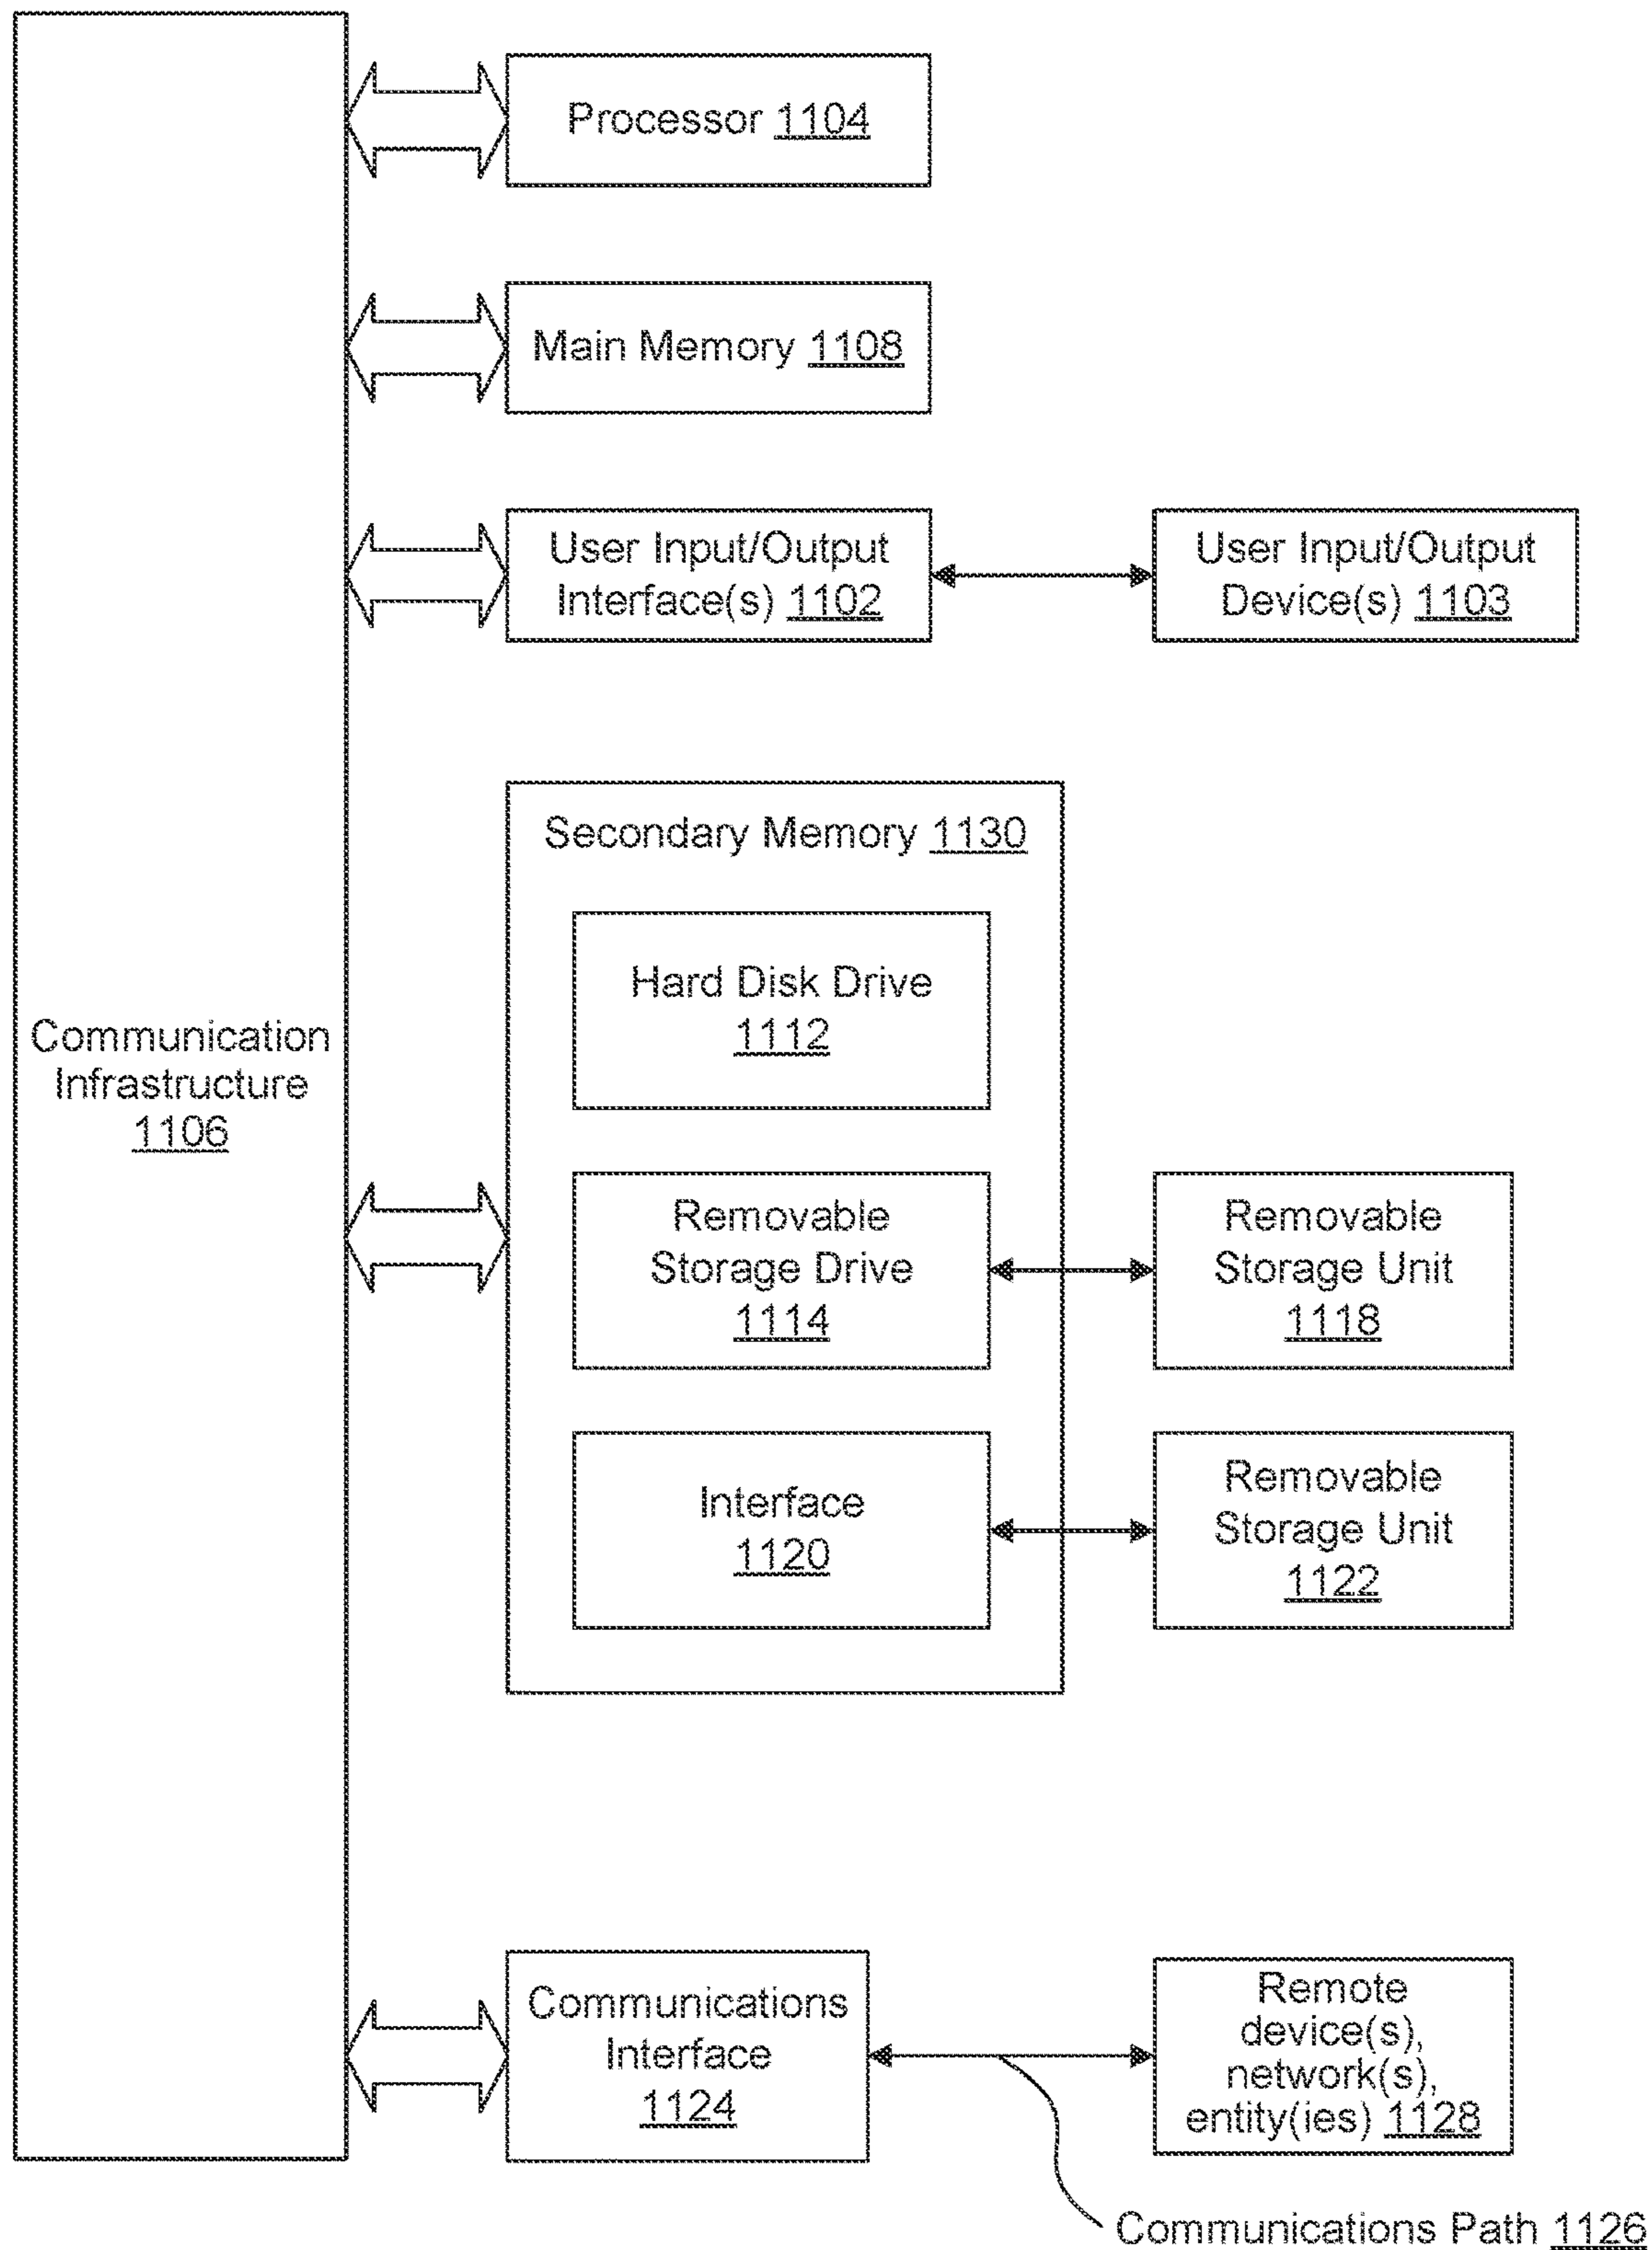 Processor 1104
Main Memory 1108
User Input/Output
Interface(s) 1102
User Input/Output
Device(s) 1103
Secondary Memory 1130
Hard Disk Drive
1112
Communication
Infrastructure
1106
Removable
Storage Drive
1114
Removable
Storage Unit
1118
Interface
1120
Removable
Storage Unit
1122
Communications
Interface
1124
Remote
device(s),
network(s),
entity(ies) 1128
Communications Path 1126